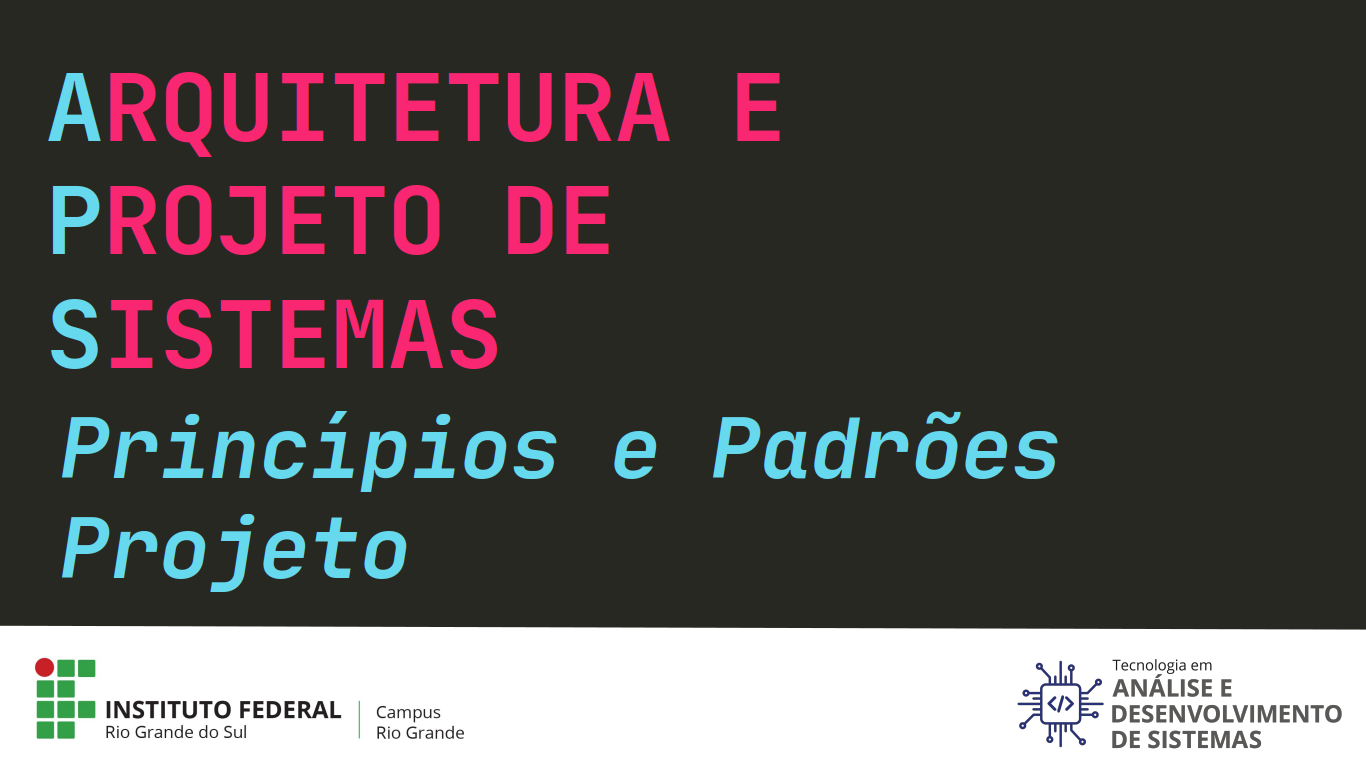 ARQUITETURA E
PROJETO DE
SISTEMAS
Princípios e Padrões
Projeto
INSTITUTO FEDERAL
Rio Grande do Sul
Campus
Rio Grande
Tecnologia em
ANÁLISE E
DESENVOLVIMENTO
DE SISTEMAS